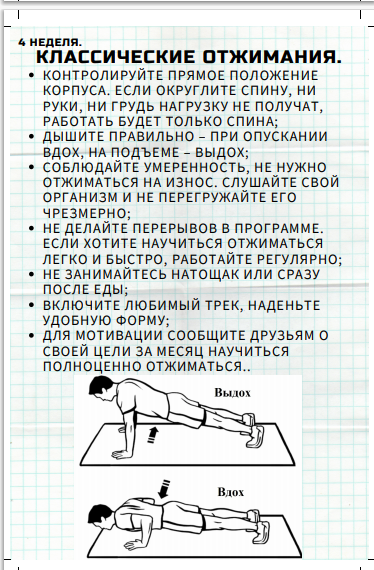 4 НЕДЕЛЯ.
КЛАССИЧЕСКИЕ ОТЖИМАНИЯ.
• КОНТРОЛИРУЙТЕ ПРЯМОЕ ПОЛОЖЕНИЕ
КОРПУСА. ЕСЛИ ОКРУГЛИТЕ СПИНУ, НИ
РУКИ, НИ ГРУДЬ НАГРУЗКУ НЕ ПОЛУЧАТ,
РАБОТАТЬ БУДЕТ ТОЛЬКО СПИНА;
• ДЫШИТЕ ПРАВИЛЬНО – ПРИ ОПУСКАНИИ
ВДОХ, НА ПОДЪЕМЕ – ВЫДОХ;
• СОБЛЮДАЙТЕ УМЕРЕННОСТЬ, НЕ НУЖНО
ОТЖИМАТЬСЯ НА ИЗНОС. СЛУШАЙТЕ СВОЙ
ОРГАНИЗМ И НЕ ПЕРЕГРУЖАЙТЕ ЕГО
ЧРЕЗМЕРНО;
• НЕ ДЕЛАЙТЕ ПЕРЕРЫВОВ В ПРОГРАММЕ.
ЕСЛИ ХОТИТЕ НАУЧИТЬСЯ ОТЖИМАТЬСЯ
ЛЕГКО И БЫСТРО, РАБОТАЙТЕ РЕГУЛЯРНО;
• НЕ ЗАНИМАЙТЕСЬ НАТОЩАК ИЛИ СРАЗУ
ПОСЛЕ ЕДЫ;
• ВКЛЮЧИТЕ ЛЮБИМЫЙ ТРЕК, НАДЕНЬТЕ
УДОБНУЮ ФОРМУ;
• ДЛЯ МОТИВАЦИИ СООБЩИТЕ ДРУЗЬЯМ О
СВОЕЙ ЦЕЛИ ЗА МЕСЯЦ НАУЧИТЬСЯ
ПОЛНОЦЕННО ОТЖИМАТЬСЯ..
Выдох
Вдох